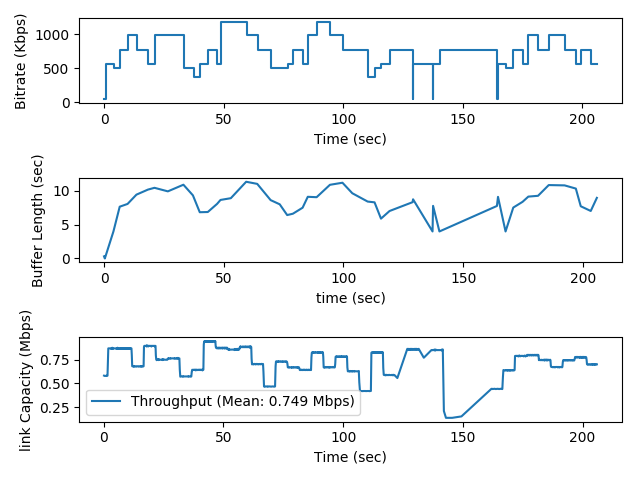 Bitrate (Kbps)
1000
500
0
0 50 100 150 200
Time (sec)
Buffer Length (sec)
10
5
0
0 50 100 150 200
time (sec)
link Capacity (Mbps)
0.75
0.50
0.25
Throughput (Mean: 0.749 Mbps)
0 50 100 150 200
Time (sec)